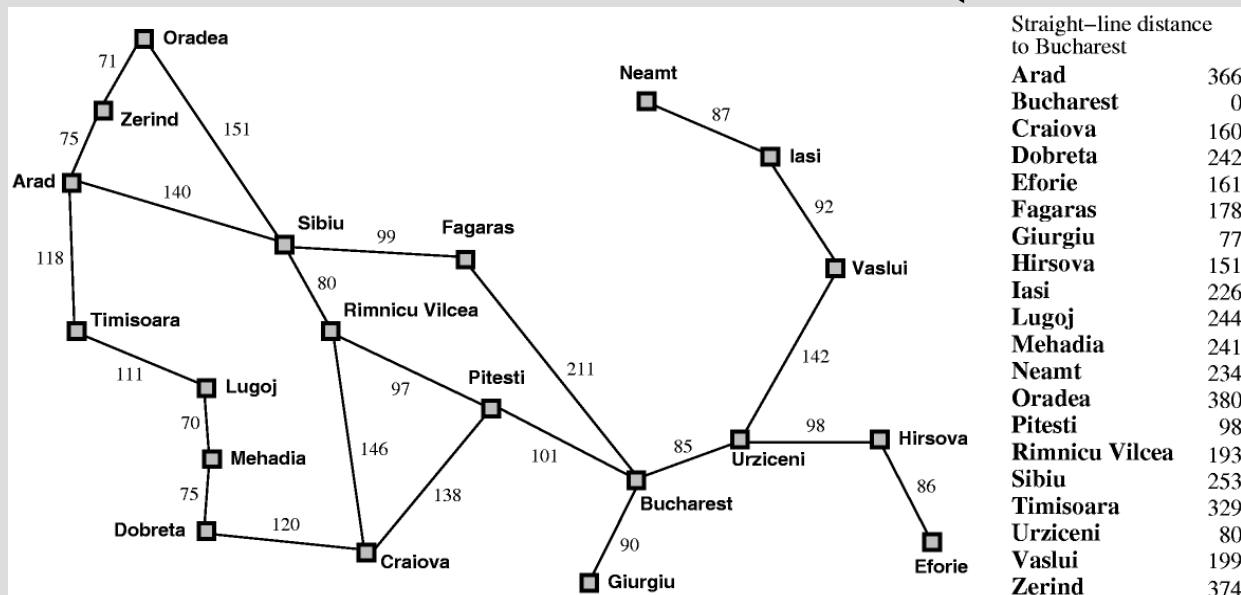 Oradea
71
Neamt
Zerind
87
75
151
Iasi
Arad
140
92
Sibiu
Fagaras
99
118
Vaslui
80
Timisoara
Rimnicu Vilcea
142
111
211
Pitesti
Lugoj
97
70
98
Hirsova
Mehadia
146
101
85
Urziceni
75
138
86
Bucharest
Dobreta
120
90
Craiova
Eforie
Giurgiu
Straight–line distance
to Bucharest
Arad 366
Bucharest 0
Craiova 160
Dobreta 242
Eforie 161
Fagaras 178
Giurgiu 77
Hirsova 151
Iasi 226
Lugoj 244
Mehadia 241
Neamt 234
Oradea 380
Pitesti 98
Rimnicu Vilcea 193
Sibiu 253
Timisoara 329
Urziceni 80
Vaslui 199
Zerind 374